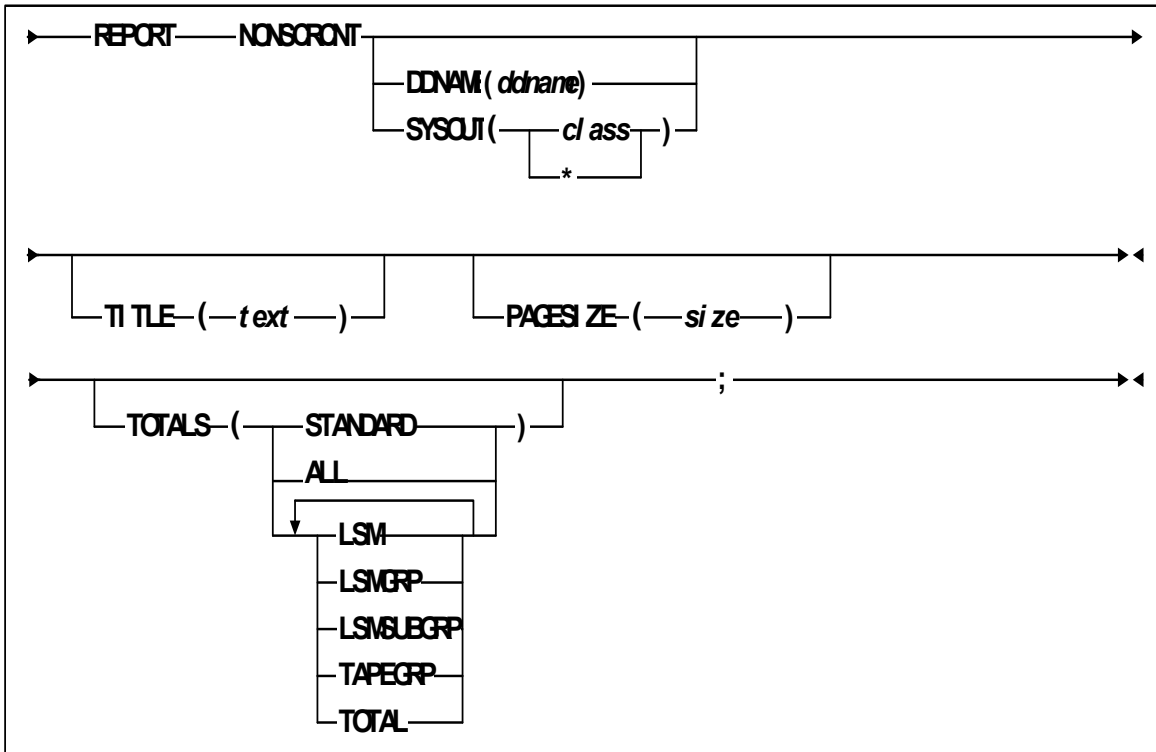 REPORT NONSCRCNT
DDNAME(ddname)
SYSOUT( class )
*
TITLE ( text ) PAGESIZE ( size )
;
TOTALS ( STANDARD )
ALL
LSM
LSMGRP
LSMSUBGRP
TAPEGRP
TOTAL